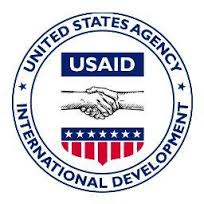 UNITED STATES AGENCY
USAID
INTERNATIONAL DEVELOPMENT